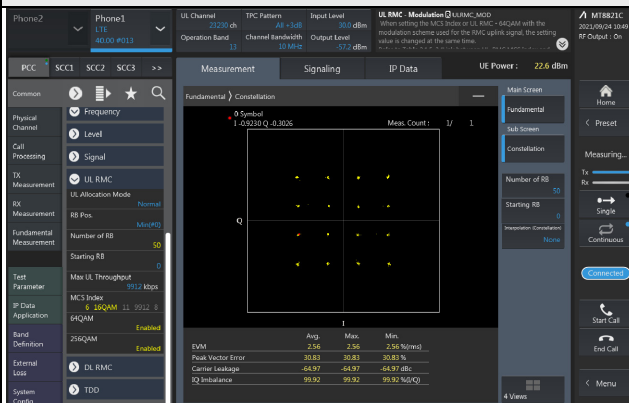 Phone2
Phone1
LTE
40.00 #013
UL Channel
23230 ch
TPC Pattern
All +3dB
Input Level
30.0 dBm
Operation Band
13
Channel Bandwidth
10 MHz
Output Level
-57.2 dBm
UL RMC - Modulation ULRMC_MOD
When setting the MCS Index or UL RMC - 64QAM with the
modulation scheme used for the RMC uplink signal, the setting
value is changed at the same time.
MT8821C
2021/09/24 10:49
RF Output : On
PCC
SCC1
SCC2
SCC3
>>
Measurement
Signaling
IP Data
UE Power : 22.6 dBm
Common
Physical
Channel
Call
Processing
TX
Measurement
RX
Measurement
Fundamental
Measurement
Test
Parameter
IP Data
Application
Band
Definition
External
Loss
System
Config
Frequency
Level
Signal
UL RMC
UL Allocation Mode
Normal
RB Pos.
Min(#0)
Number of RB
50
Starting RB
0
Max UL Throughput
9912 kbps
MCS Index
6 16QAM 11 9912 8
64QAM
Enabled
256QAM
Enabled
DL RMC
TDD
Fundamental
Constellation
0 Symbol
I -0.9230 Q -0.3026
Meas. Count : 1/ 1
Q
I
Avg. Max. Min.
EVM 2.56 2.56 2.56 %(rms)
Peak Vector Error 30.83 30.83 30.83 %
Carrier Leakage -64.97 -64.97 -64.97 dBc
IQ Imbalance 99.92 99.92 99.92 %(I/Q)
Main Screen
Fundamental
Sub Screen
Constellation
Number of RB
50
Starting RB
0
Interpolation (Constellation)
None
4 Views
Home
Preset
Measuring...
Tx
Rx
Single
Continuous
Connected
Start Call
End Call
Menu